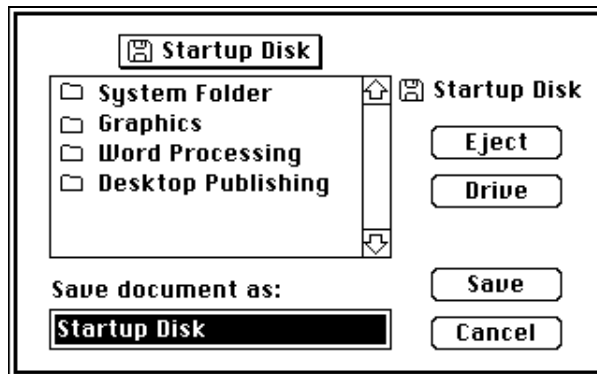 Startup Disk
System Folder
Graphics
Word Processing
Desktop Publishing
Startup Disk
Eject
Drive
Save document as:
Startup Disk
Save
Cancel